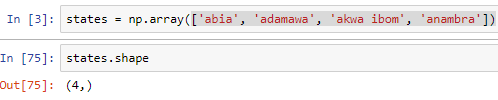 In [3]: states = np.array(['abia', 'adamawa', 'akwa ibom', 'anambra'])
In [75]: states.shape
Out[75]: (4,)